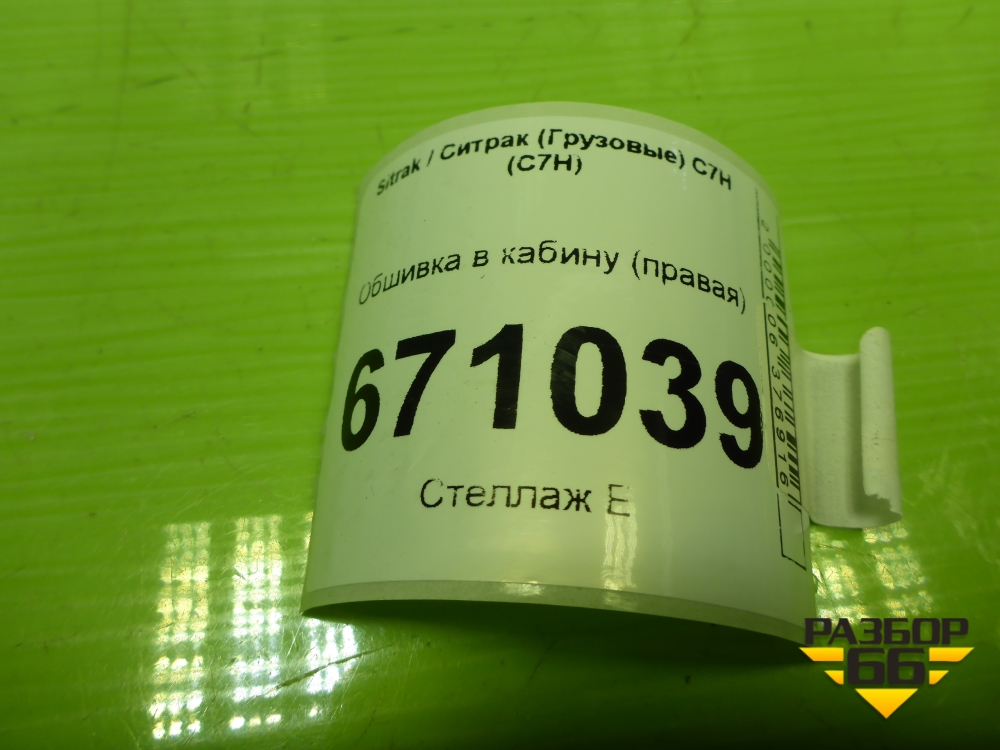 Sitrak / Ситрак (Грузовые) C7H
(C7H)
Обшивка в кабину (правая)
671039
Стеллаж
РАЗБОР
66